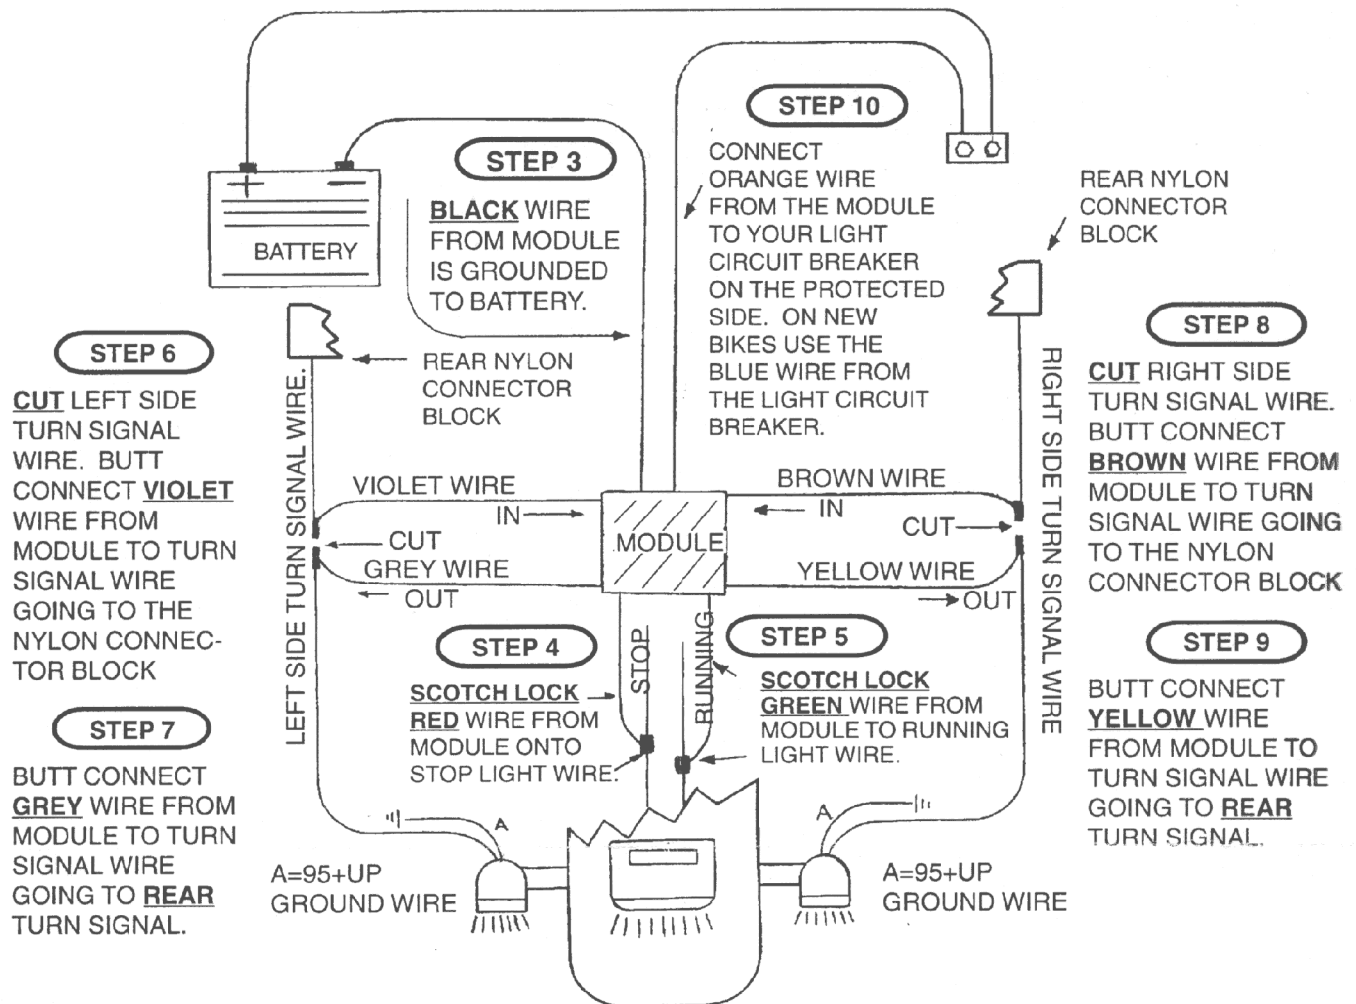 STEP 10
CONNECT
ORANGE WIRE
FROM THE MODULE
TO YOUR LIGHT
CIRCUIT BREAKER
ON THE PROTECTED
SIDE. ON NEW
BIKES USE THE
BLUE WIRE FROM
THE LIGHT CIRCUIT
BREAKER.
STEP 3
BLACK WIRE
FROM MODULE
IS GROUNDED
TO BATTERY.
+ −
BATTERY
REAR NYLON
CONNECTOR
BLOCK
REAR NYLON
CONNECTOR
BLOCK
STEP 6
CUT LEFT SIDE
TURN SIGNAL
WIRE. BUTT
CONNECT VIOLET
WIRE FROM
MODULE TO TURN
SIGNAL WIRE
GOING TO THE
NYLON CONNEC-
TOR BLOCK
STEP 7
BUTT CONNECT
GREY WIRE FROM
MODULE TO TURN
SIGNAL WIRE
GOING TO REAR
TURN SIGNAL.
LEFT SIDE TURN SIGNAL WIRE.
VIOLET WIRE
IN
CUT
GREY WIRE
OUT
MODULE
BROWN WIRE
IN
CUT
YELLOW WIRE
OUT
RIGHT SIDE TURN SIGNAL WIRE
STEP 8
CUT RIGHT SIDE
TURN SIGNAL WIRE.
BUTT CONNECT
BROWN WIRE FROM
MODULE TO TURN
SIGNAL WIRE GOING
TO THE NYLON
CONNECTOR BLOCK
STEP 9
BUTT CONNECT
YELLOW WIRE
FROM MODULE TO
TURN SIGNAL WIRE
GOING TO REAR
TURN SIGNAL.
STEP 4
SCOTCH LOCK
RED WIRE FROM
MODULE ONTO
STOP LIGHT WIRE.
STOP
RUNNING
STEP 5
SCOTCH LOCK
GREEN WIRE FROM
MODULE TO RUNNING
LIGHT WIRE.
A
A=95+UP
GROUND WIRE
A
A=95+UP
GROUND WIRE